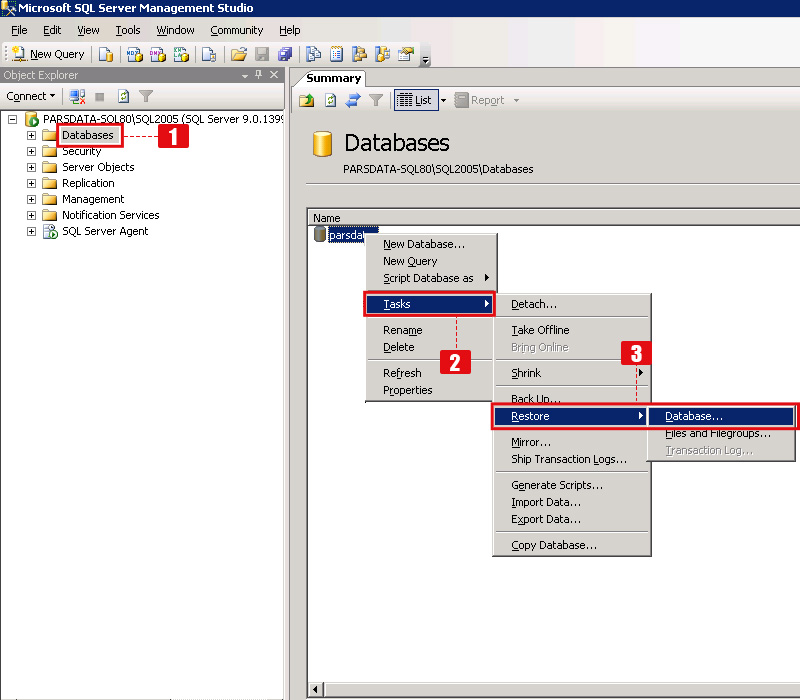 Microsoft SQL Server Management Studio
File Edit View Tools Window Community Help
New Query
Object Explorer
Connect
PARSDATA-SQL80\SQL2005 (SQL Server 9.0.1399
Databases
1
Security
Server Objects
Replication
Management
Notification Services
SQL Server Agent
Summary
List Report
Databases
PARSDATA-SQL80\SQL2005\Databases
Name
New Database...
New Query
Script Database as
Tasks
Rename
Delete
2
Refresh
Properties
Detach...
Take Offline
Bring Online
3
Shrink
Back Up...
Restore
Mirror...
Ship Transaction Logs...
Generate Scripts...
Import Data...
Export Data...
Copy Database...
Database...
Files and Filegroups...
Transaction Log...